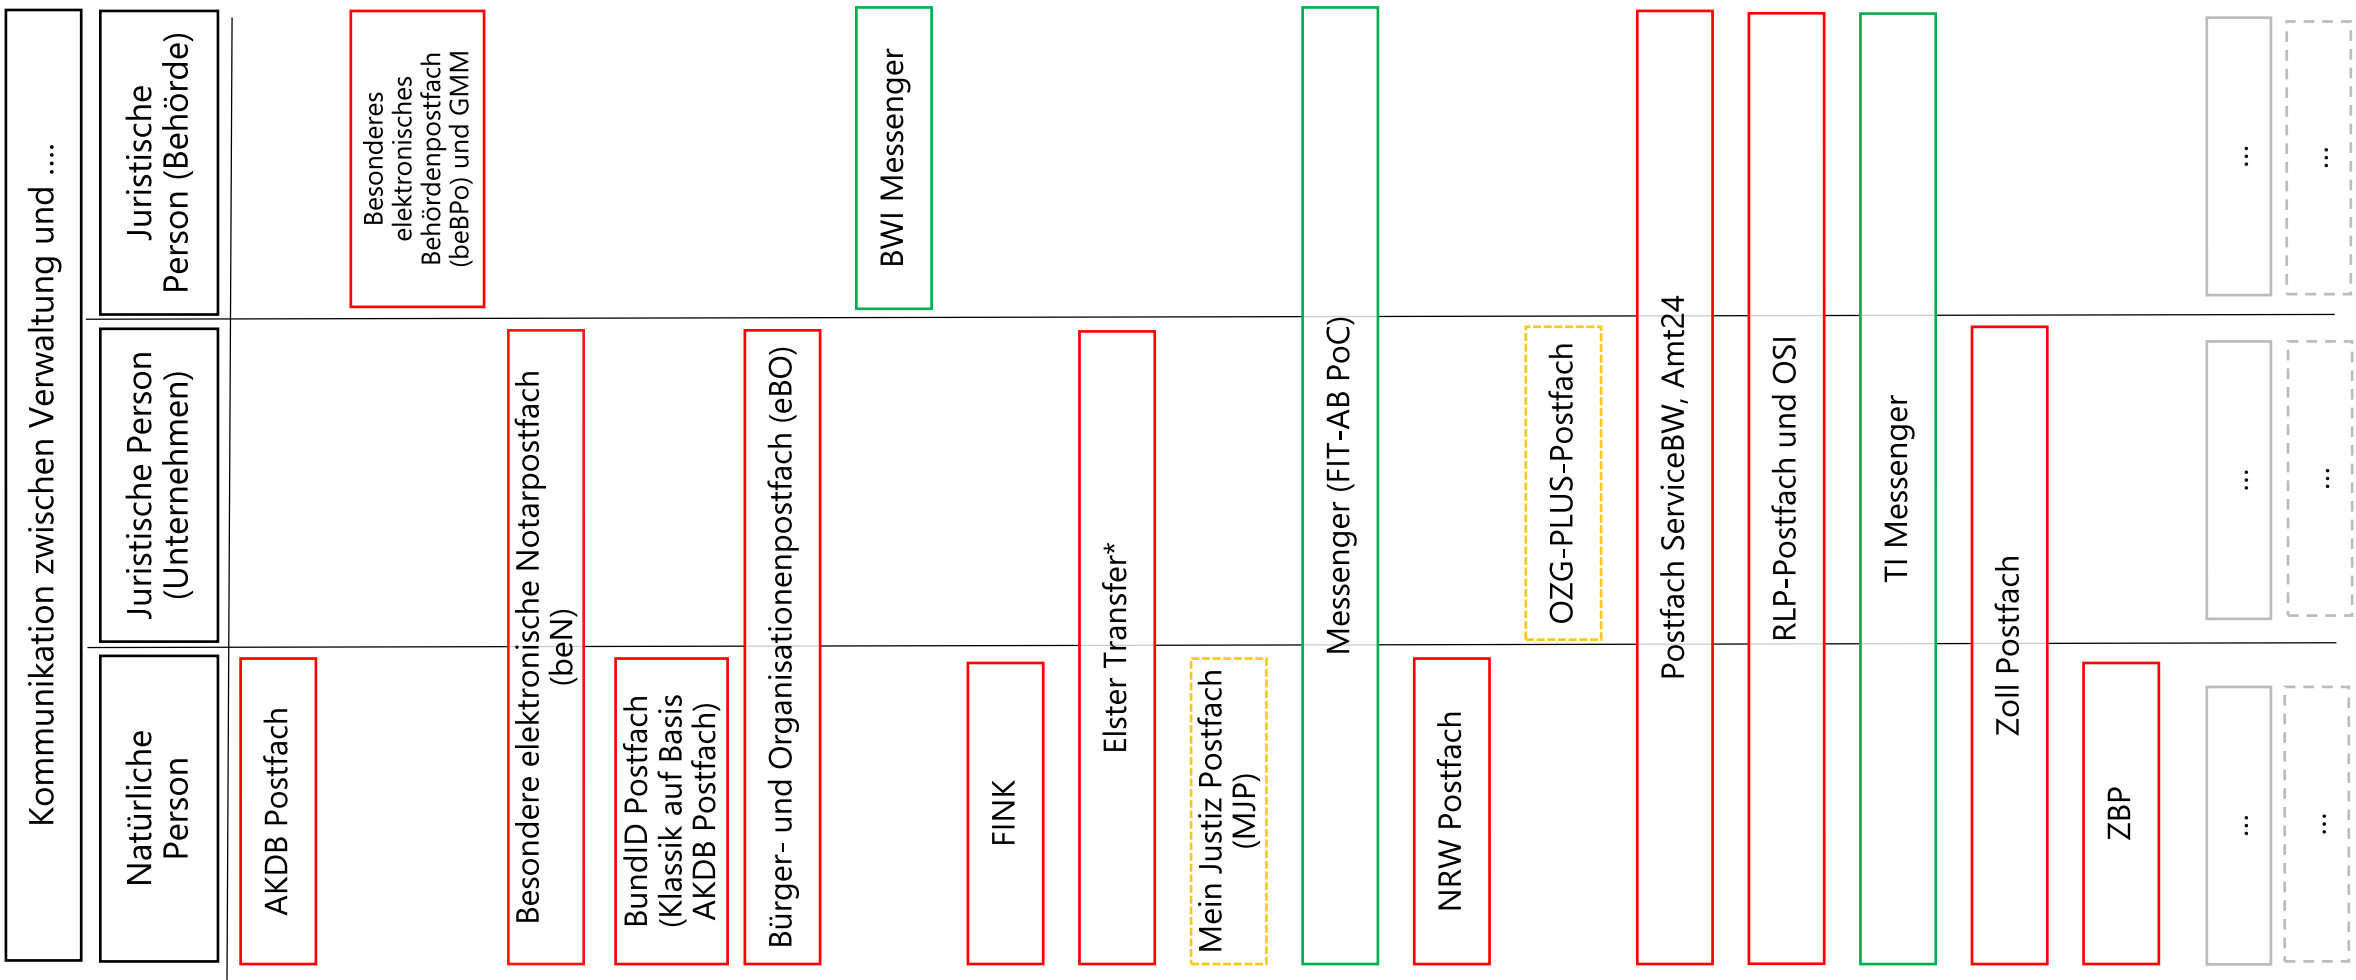 Kommunikation zwischen Verwaltung und ....
Natürliche
Person
Juristische Person
(Unternehmen)
Juristische
Person (Behörde)
AKDB Postfach
Besonderes
elektronisches
Behördenpostfach
(beBPo) und GMM
Besondere elektronische Notarpostfach
(beN)
BundID Postfach
(Klassik auf Basis
AKDB Postfach)
Bürger- und Organisationenpostfach (eBO)
BWI Messenger
FINK
Elster Transfer*
Mein Justiz Postfach
(MJP)
Messenger (FIT-AB PoC)
NRW Postfach
OZG-PLUS-Postfach
Postfach ServiceBW, Amt24
RLP-Postfach und OSI
TI Messenger
Zoll Postfach
ZBP
...
...
...
...
...
...